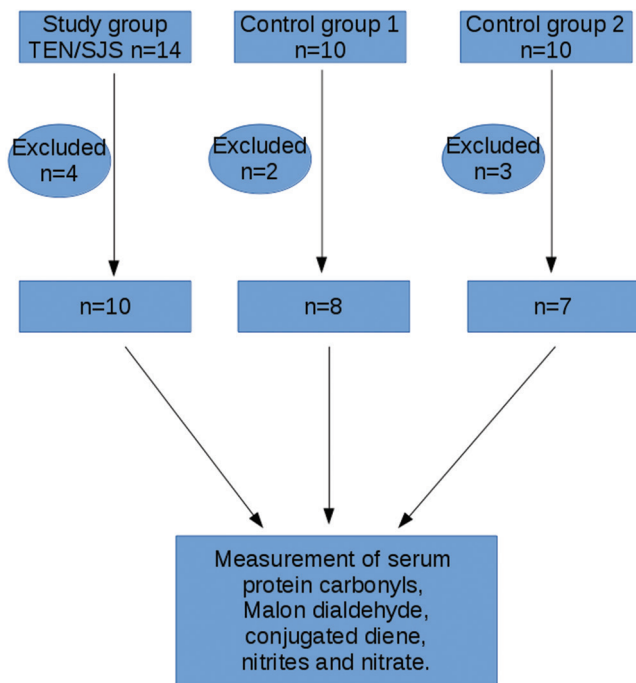 Study group
TEN/SJS n=14
Control group 1
n=10
Control group 2
n=10
Excluded
n=4
Excluded
n=2
Excluded
n=3
n=10
n=8
n=7
Measurement of serum
protein carbonyls,
Malon dialdehyde,
conjugated diene,
nitrites and nitrate.